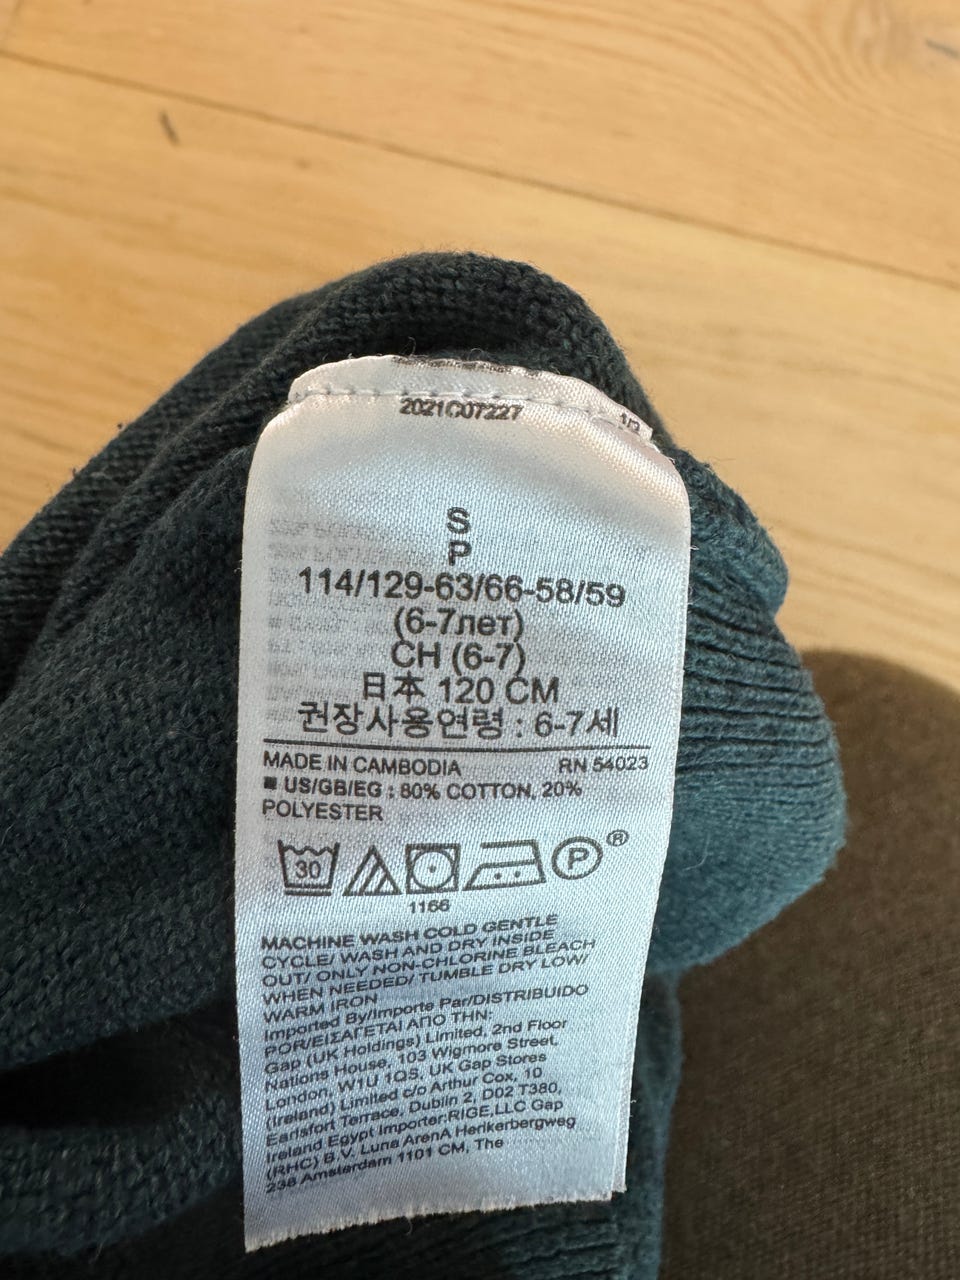 2021C07227
1/3
S
P
114/129-63/66-58/59
(6-7лет)
CH (6-7)
日本 120 CM
권장사용연령 : 6-7세
MADE IN CAMBODIA RN 54023
■ US/GB/EG : 80% COTTON, 20%
POLYESTER
30 P ®
1166
MACHINE WASH COLD GENTLE
CYCLE/ WASH AND DRY INSIDE
OUT/ ONLY NON-CHLORINE BLEACH
WHEN NEEDED/ TUMBLE DRY LOW/
WARM IRON
Imported By/Importe Par/DISTRIBUIDO
POR/ΕΙΣΑΓΕΤΑΙ ΑΠΟ ΤΗΝ:
Gap (UK Holdings) Limited, 2nd Floor
Nations House, 103 Wigmore Street,
London, W1U 1QS, UK Gap Stores
(Ireland) Limited c/o Arthur Cox, 10
Earlsfort Terrace, Dublin 2, D02 T380,
Ireland Egypt Importer:RIGE,LLC Gap
(RHC) B.V. Luna ArenA Herikerbergweg
238 Amsterdam 1101 CM, The